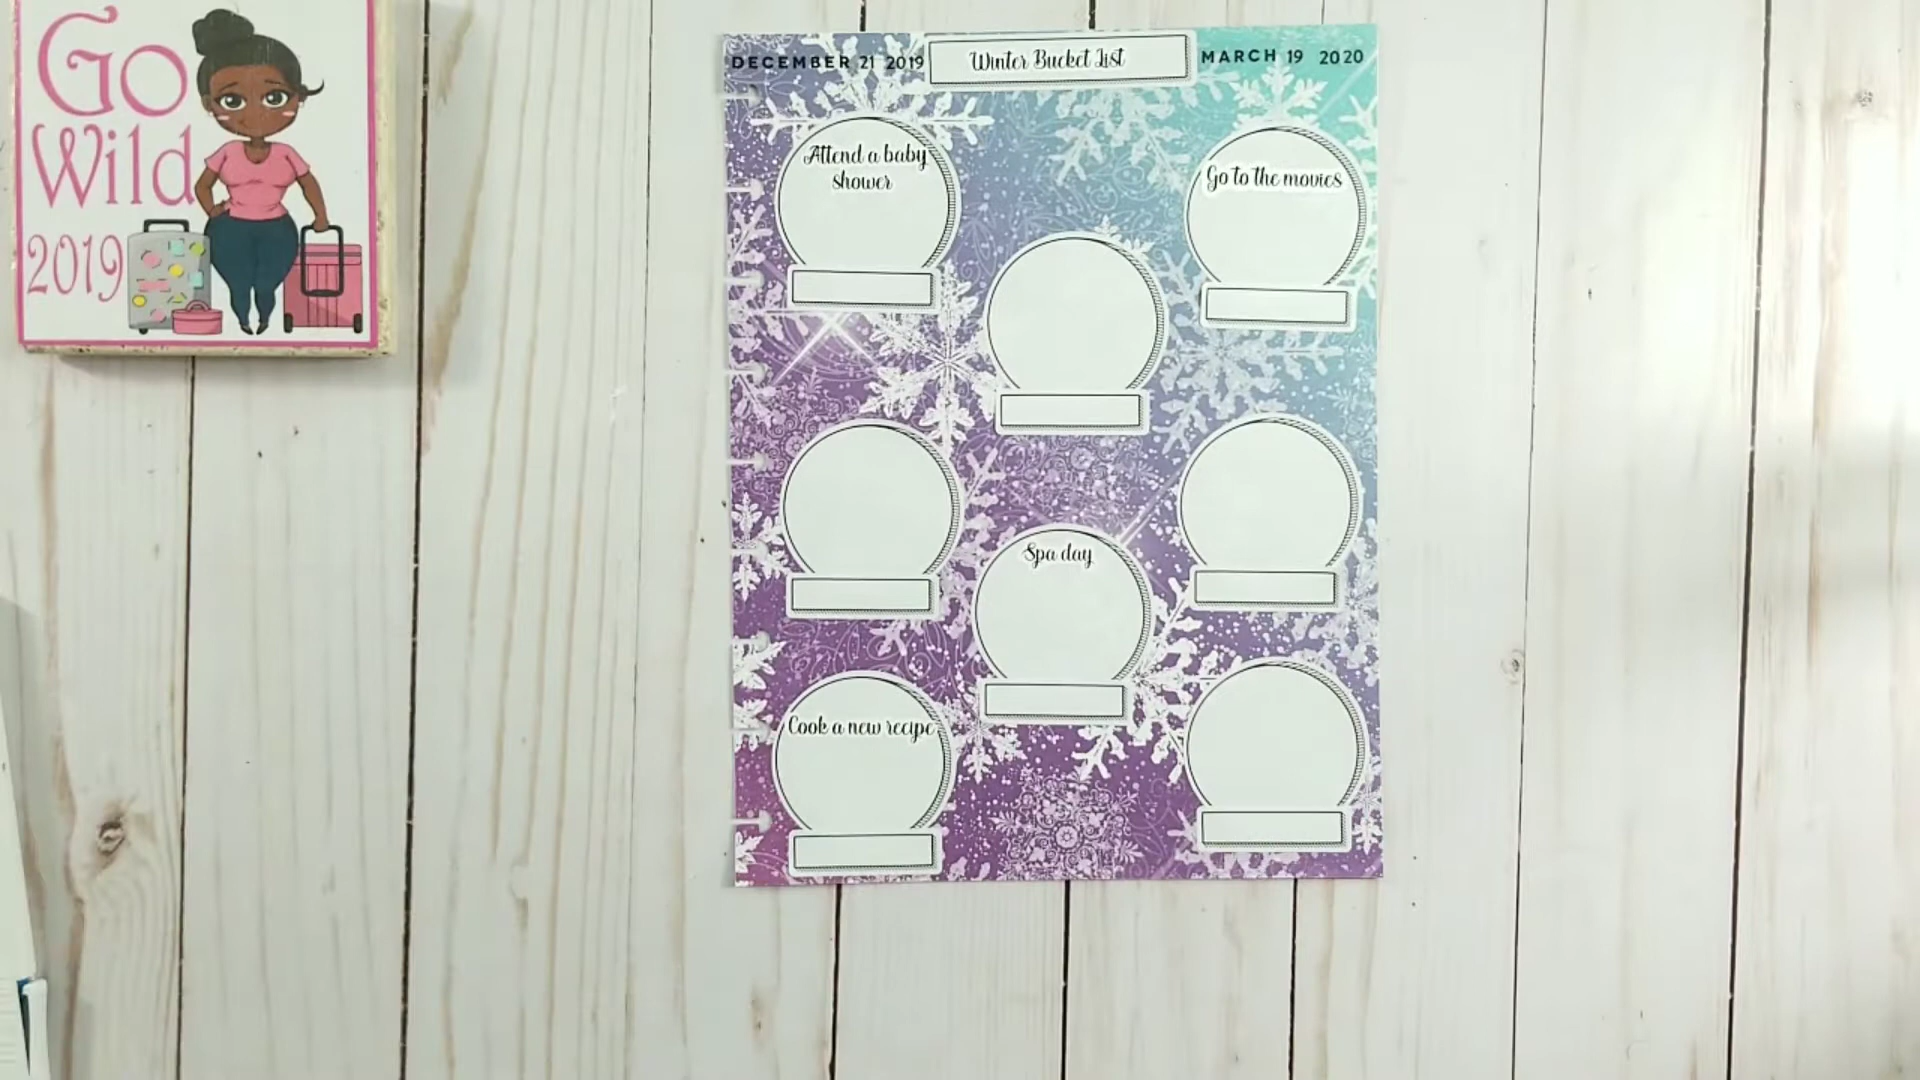 Go
Wild
2019
DECEMBER 21 2019
Winter Bucket List
MARCH 19 2020
Attend a baby
shower
Go to the movies
Spa day
Cook a new recipe